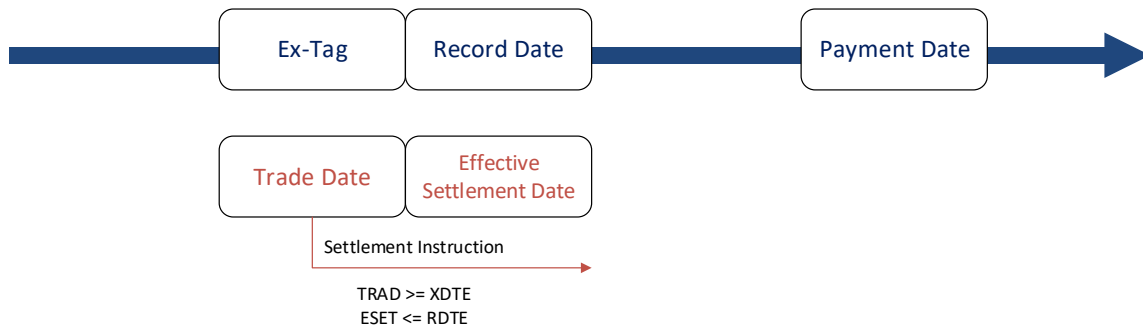 Ex-Tag
Record Date
Payment Date
Trade Date
Effective
Settlement Date
Settlement Instruction
TRAD >= XDTE
ESET <= RDTE